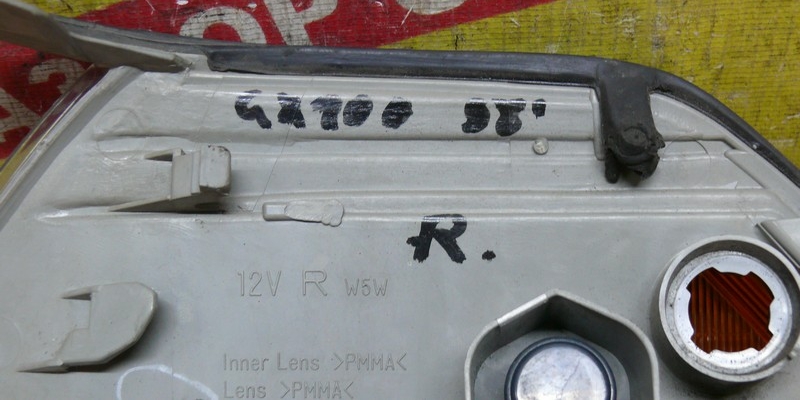 GX100 98'
R.
12V R W5W
Inner Lens >PMMA<
Lens >PMMA<